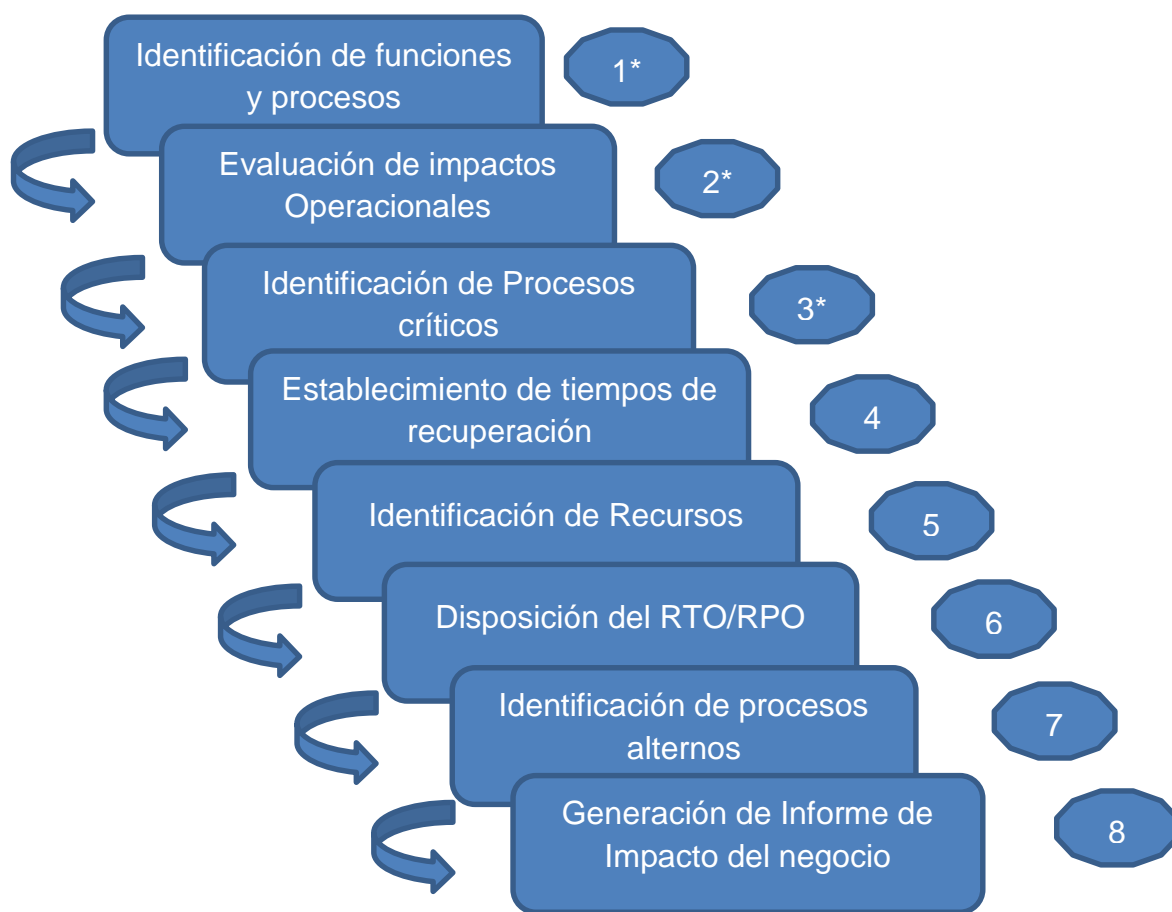 Identificación de funciones
y procesos
1*
Evaluación de impactos
Operacionales
2*
Identificación de Procesos
críticos
3*
Establecimiento de tiempos de
recuperación
4
Identificación de Recursos
5
Disposición del RTO/RPO
6
Identificación de procesos
alternos
7
Generación de Informe de
Impacto del negocio
8